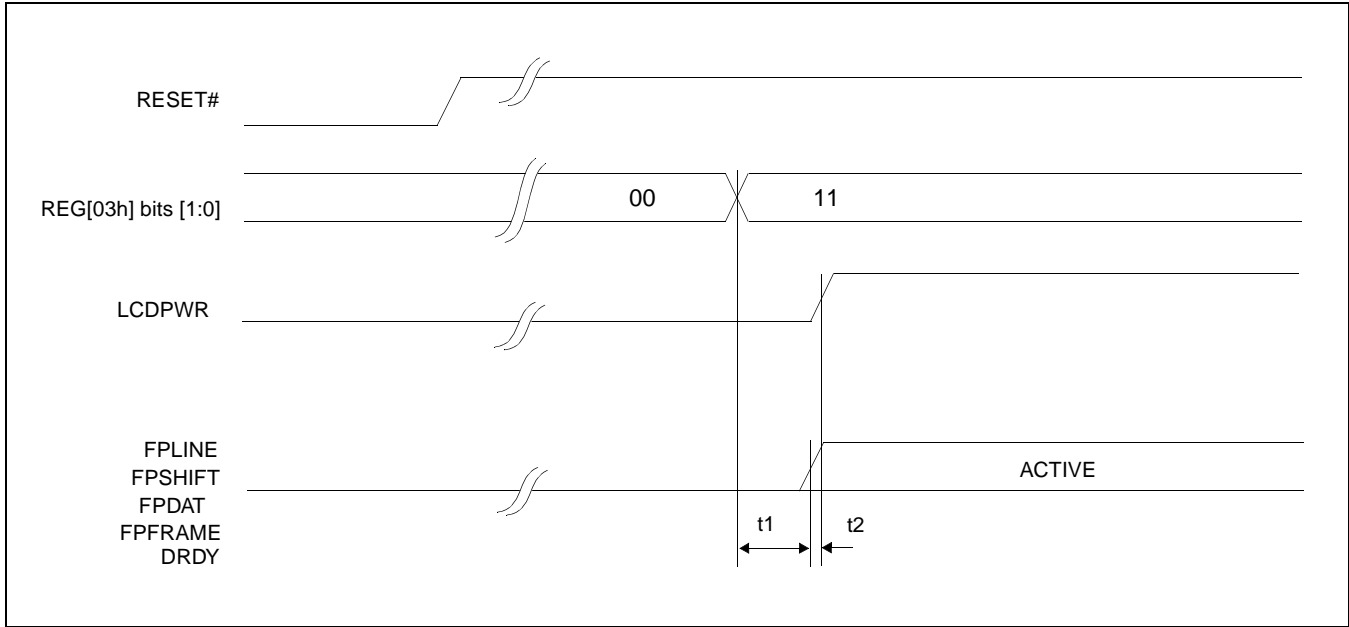 RESET#
REG[03h] bits [1:0]
00
11
LCDPWR
FPLINE
FPSHIFT
FPDAT
FPFRAME
DRDY
ACTIVE
t1
t2